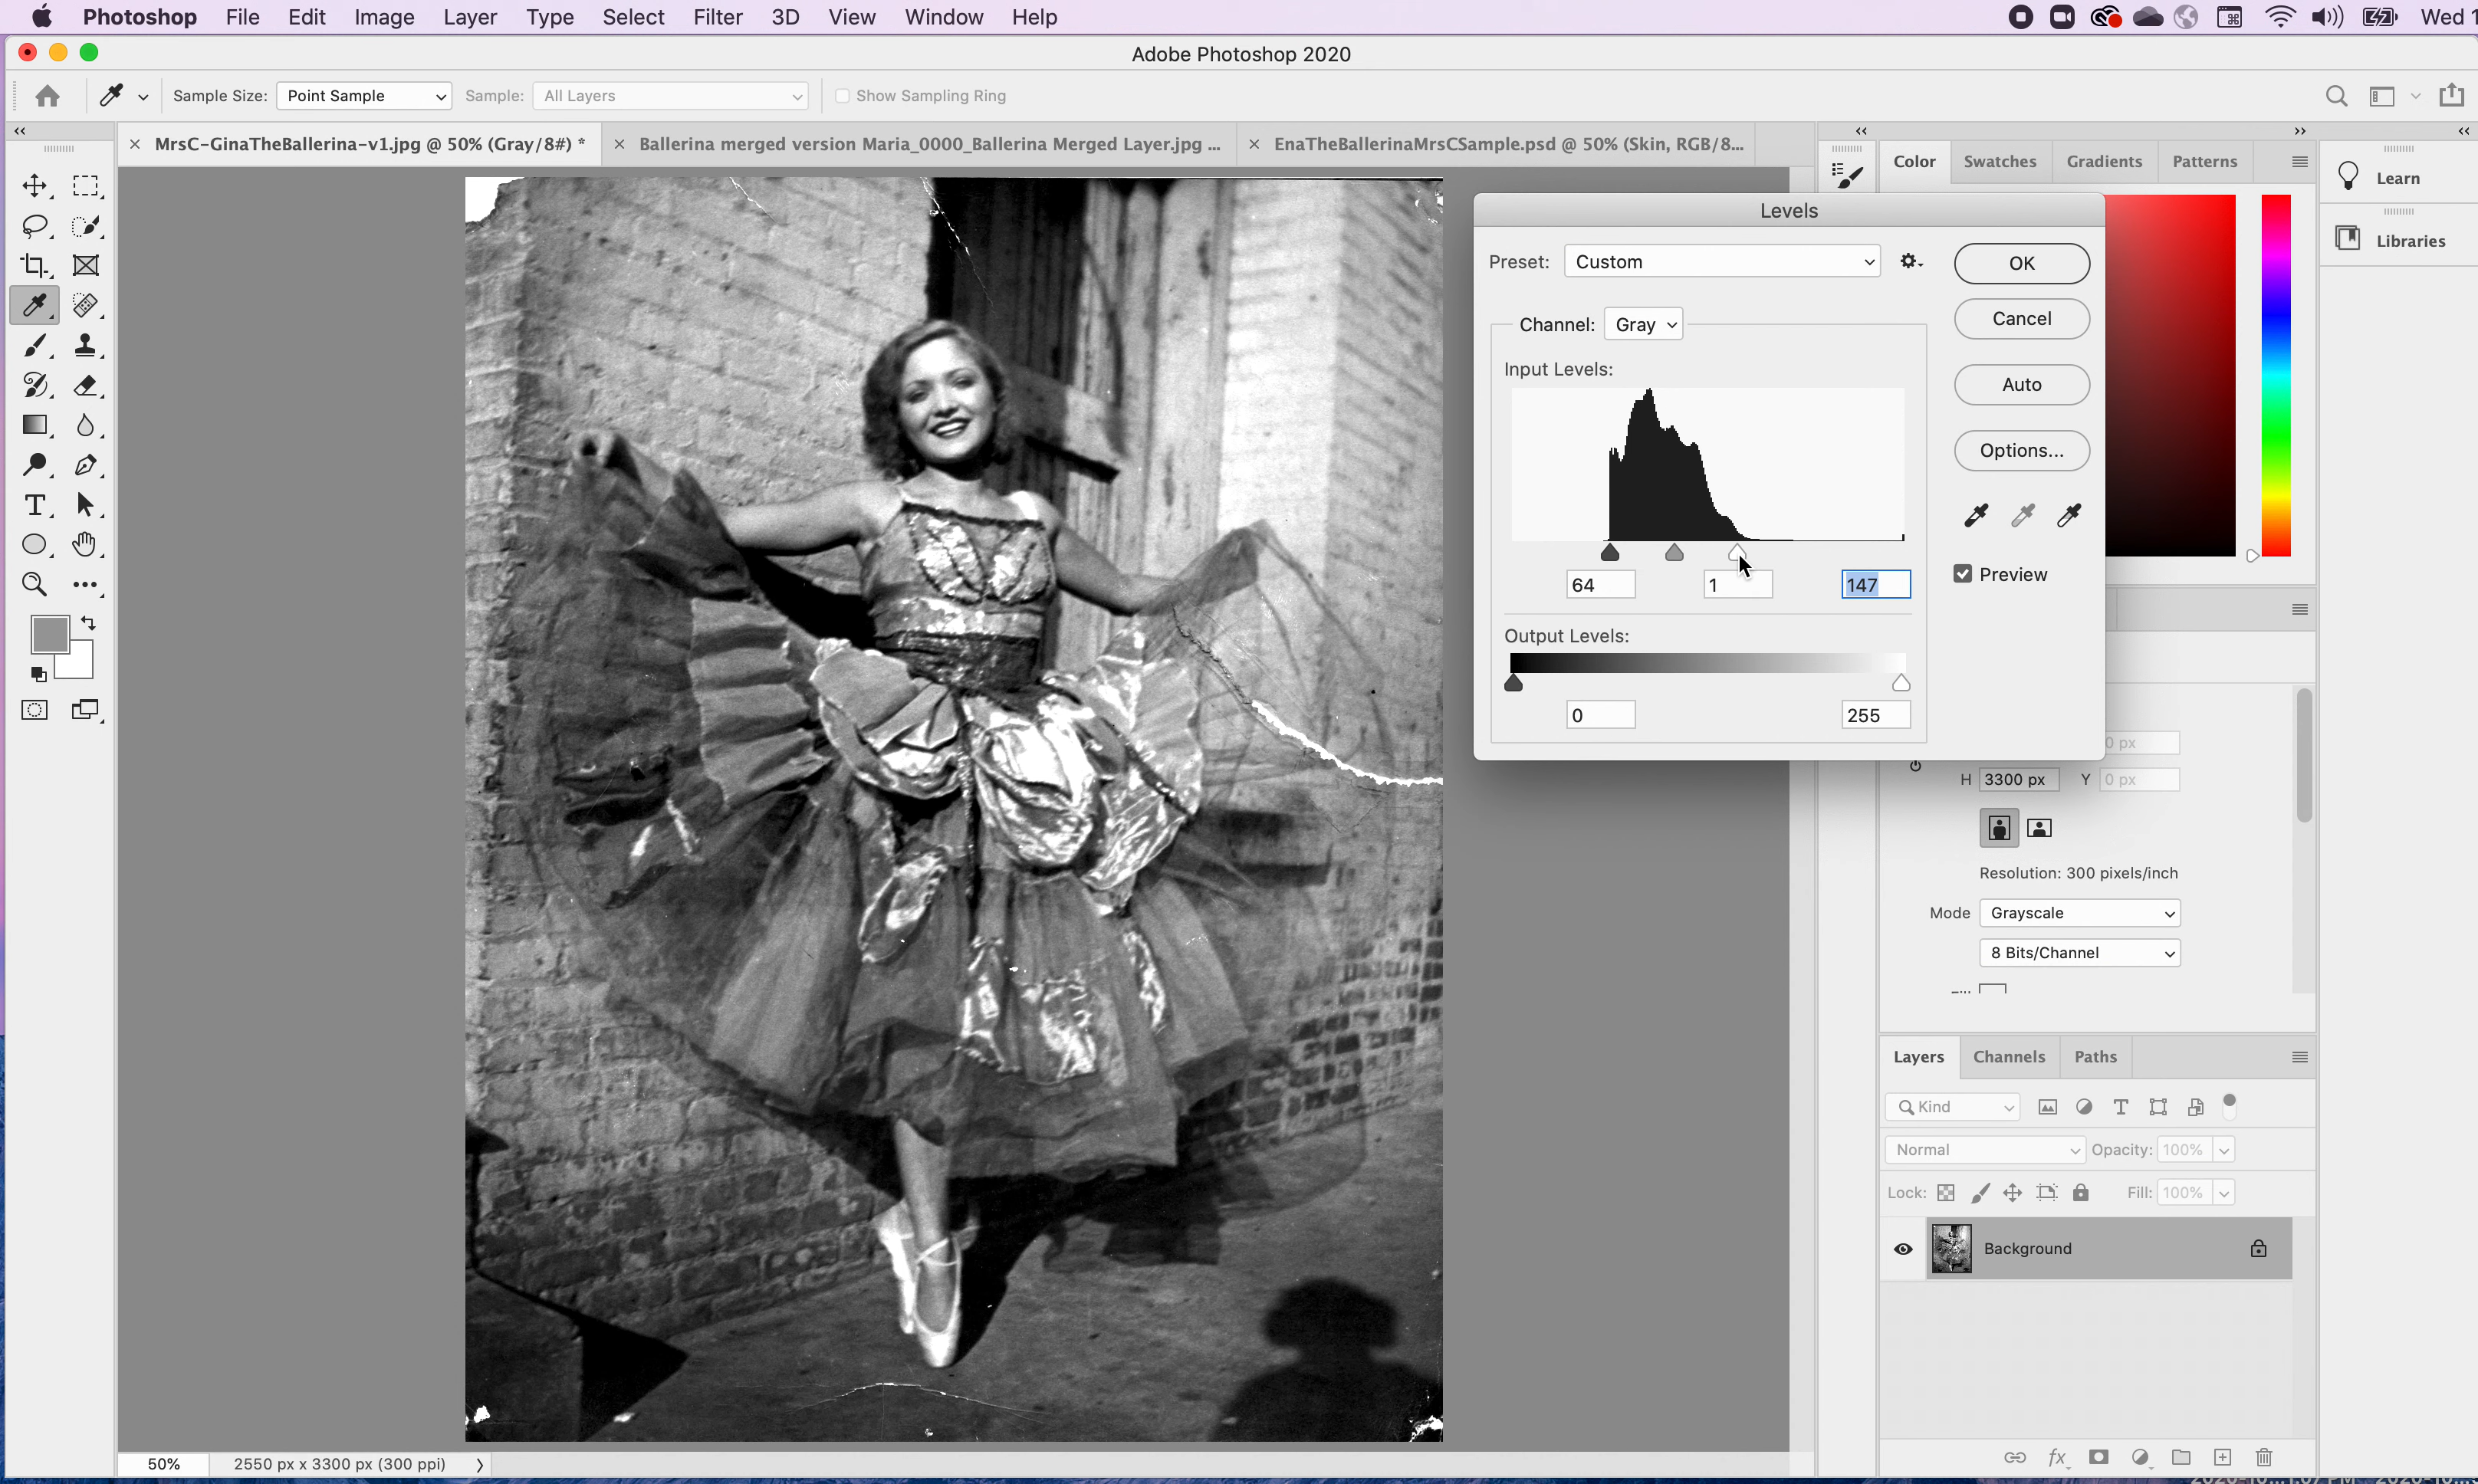 Photoshop File Edit Image Layer Type Select Filter 3D View Window Help Wed 1
Adobe Photoshop 2020
Sample Size: Point Sample Sample: All Layers Show Sampling Ring
MrsC-GinaTheBallerina-v1.jpg @ 50% (Gray/8#) * Ballerina merged version Maria_0000_Ballerina Merged Layer.jpg ... EnaTheBallerinaMrsCSample.psd @ 50% (Skin, RGB/8...
Color Swatches Gradients Patterns
Learn
Libraries
Levels
Preset: Custom
OK
Cancel
Channel: Gray
Input Levels:
Auto
Options...
Preview
64 1 147
Output Levels:
0 255
0 px
H 3300 px Y 0 px
Resolution: 300 pixels/inch
Mode Grayscale
8 Bits/Channel
Layers Channels Paths
Kind
Normal Opacity: 100%
Lock: Fill: 100%
Background
50% 2550 px x 3300 px (300 ppi)